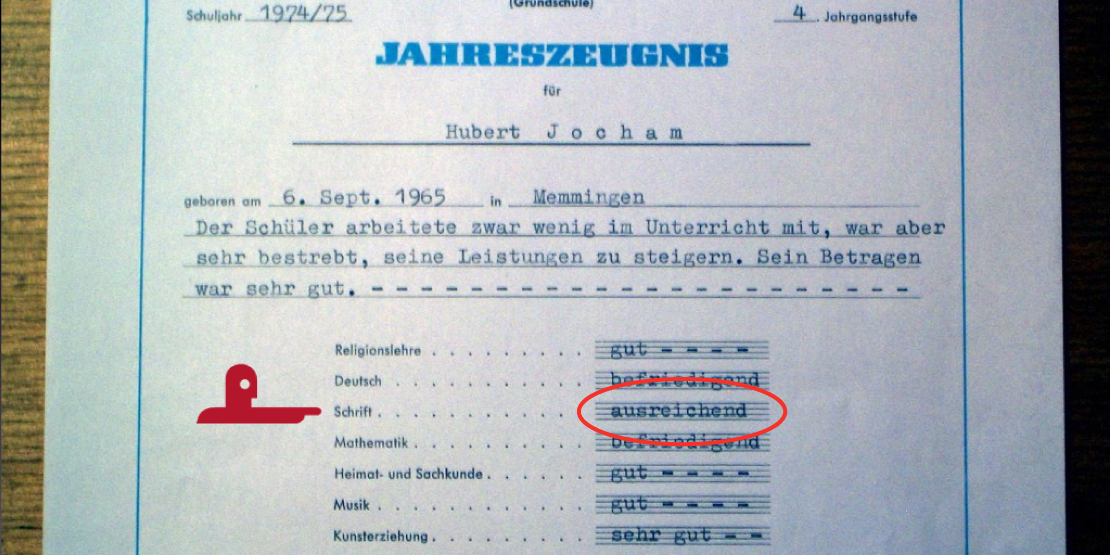 (Grundschule)
Schuljahr 1974/75 4. Jahrgangsstufe
JAHRESZEUGNIS
für
Hubert Jocham
geboren am 6. Sept. 1965 in Memmingen
Der Schüler arbeitete zwar wenig im Unterricht mit, war aber
sehr bestrebt, seine Leistungen zu steigern. Sein Betragen
war sehr gut. - - - - - - - - - - - - - - - - - - - - - -
Religionslehre . . . . . . . . . gut - - - -
Deutsch . . . . . . . . . . . befriedigend
Schrift . . . . . . . . . . . . ausreichend
Mathematik . . . . . . . . . . befriedigend
Heimat- und Sachkunde . . . . . . gut - - - -
Musik . . . . . . . . . . . . gut - - - -
Kunsterziehung . . . . . . . . . sehr gut - -